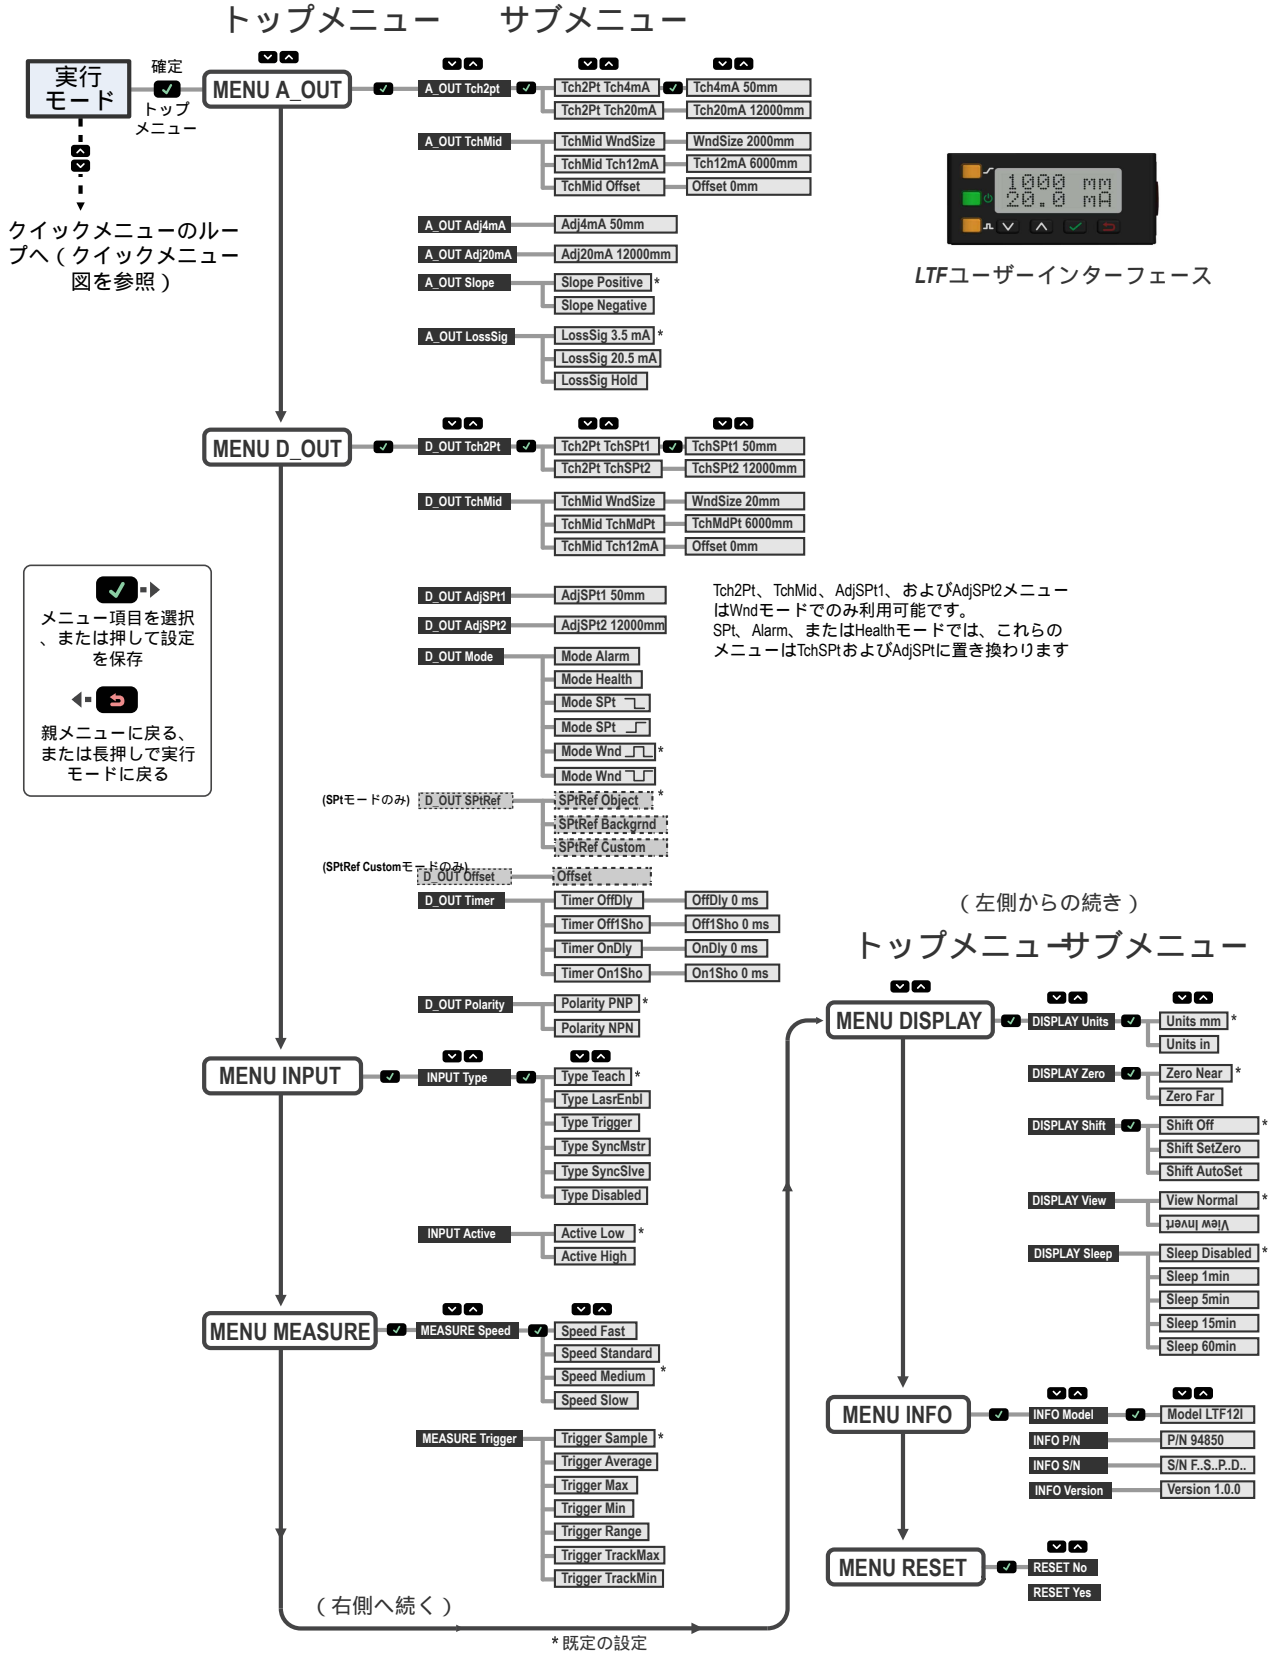 トップメニュー サブメニュー
実行
モード
確定
トップ
メニュー
クイックメニューのルー
プへ（クイックメニュー
図を参照）
MENU A_OUT
A_OUT Tch2pt
Tch2Pt Tch4mA
Tch4mA 50mm
Tch2Pt Tch20mA
Tch20mA 12000mm
A_OUT TchMid
TchMid WndSize
WndSize 2000mm
TchMid Tch12mA
Tch12mA 6000mm
TchMid Offset
Offset 0mm
A_OUT Adj4mA
Adj4mA 50mm
A_OUT Adj20mA
Adj20mA 12000mm
A_OUT Slope
Slope Positive *
Slope Negative
A_OUT LossSig
LossSig 3.5 mA *
LossSig 20.5 mA
LossSig Hold
1000 mm
20.0 mA
LTFユーザーインターフェース
MENU D_OUT
D_OUT Tch2Pt
Tch2Pt TchSPt1
TchSPt1 50mm
Tch2Pt TchSPt2
TchSPt2 12000mm
D_OUT TchMid
TchMid WndSize
WndSize 20mm
TchMid TchMdPt
TchMdPt 6000mm
TchMid Tch12mA
Offset 0mm
D_OUT AdjSPt1
AdjSPt1 50mm
D_OUT AdjSPt2
AdjSPt2 12000mm
D_OUT Mode
Mode Alarm
Mode Health
Mode SPt
Mode SPt
Mode Wnd *
Mode Wnd
(SPtモードのみ)
D_OUT SPtRef
SPtRef Object *
SPtRef Backgrnd
SPtRef Custom
(SPtRef Customモードのみ)
D_OUT Offset
Offset
D_OUT Timer
Timer OffDly
OffDly 0 ms
Timer Off1Sho
Off1Sho 0 ms
Timer OnDly
OnDly 0 ms
Timer On1Sho
On1Sho 0 ms
D_OUT Polarity
Polarity PNP *
Polarity NPN
Tch2Pt、TchMid、AdjSPt1、およびAdjSPt2メニュー
はWndモードでのみ利用可能です。
SPt、Alarm、またはHealthモードでは、これらの
メニューはTchSPtおよびAdjSPtに置き換わります
メニュー項目を選択
、または押して設定
を保存
親メニューに戻る、
または長押しで実行
モードに戻る
MENU INPUT
INPUT Type
Type Teach *
Type LasrEnbl
Type Trigger
Type SyncMstr
Type SyncSlve
Type Disabled
INPUT Active
Active Low *
Active High
MENU MEASURE
MEASURE Speed
Speed Fast
Speed Standard
Speed Medium *
Speed Slow
MEASURE Trigger
Trigger Sample *
Trigger Average
Trigger Max
Trigger Min
Trigger Range
Trigger TrackMax
Trigger TrackMin
（右側へ続く）
* 既定の設定
（左側からの続き）
トップメニュー サブメニュー
MENU DISPLAY
DISPLAY Units
Units mm *
Units in
DISPLAY Zero
Zero Near *
Zero Far
DISPLAY Shift
Shift Off *
Shift SetZero
Shift AutoSet
DISPLAY View
View Normal *
View Invert
DISPLAY Sleep
Sleep Disabled *
Sleep 1min
Sleep 5min
Sleep 15min
Sleep 60min
MENU INFO
INFO Model
Model LTF12I
INFO P/N
P/N 94850
INFO S/N
S/N F..S..P..D..
INFO Version
Version 1.0.0
MENU RESET
RESET No
RESET Yes